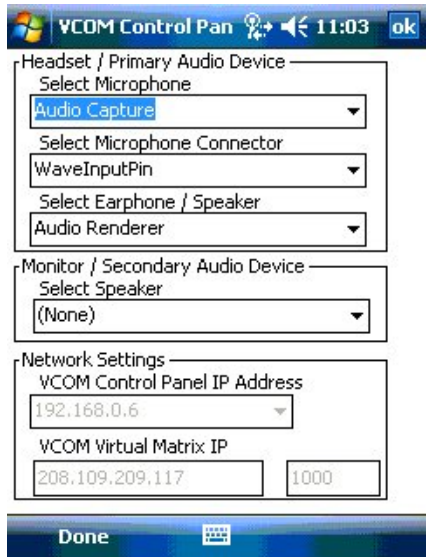 VCOM Control Pan 11:03 ok
Headset / Primary Audio Device
Select Microphone
Audio Capture
Select Microphone Connector
WaveInputPin
Select Earphone / Speaker
Audio Renderer
Monitor / Secondary Audio Device
Select Speaker
(None)
Network Settings
VCOM Control Panel IP Address
192.168.0.6
VCOM Virtual Matrix IP
208.109.209.117 1000
Done